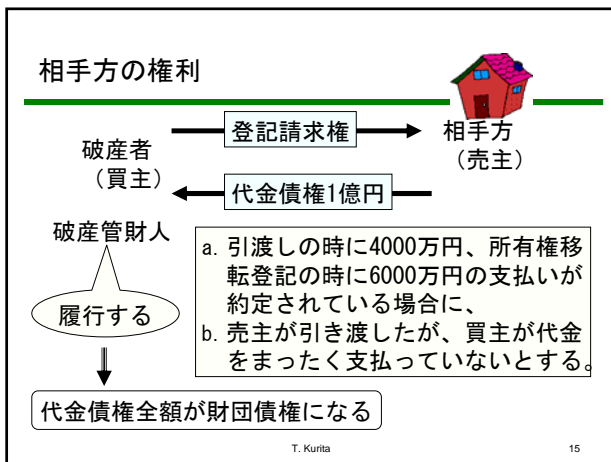 相手方の権利
登記請求権
相手方
（売主）
破産者
（買主）
代金債権1億円
破産管財人
履行する
a. 引渡しの時に4000万円、所有権移
転登記の時に6000万円の支払いが
約定されている場合に、
b. 売主が引き渡したが、買主が代金
をまったく支払っていないとする。
代金債権全額が財団債権になる
T. Kurita
15